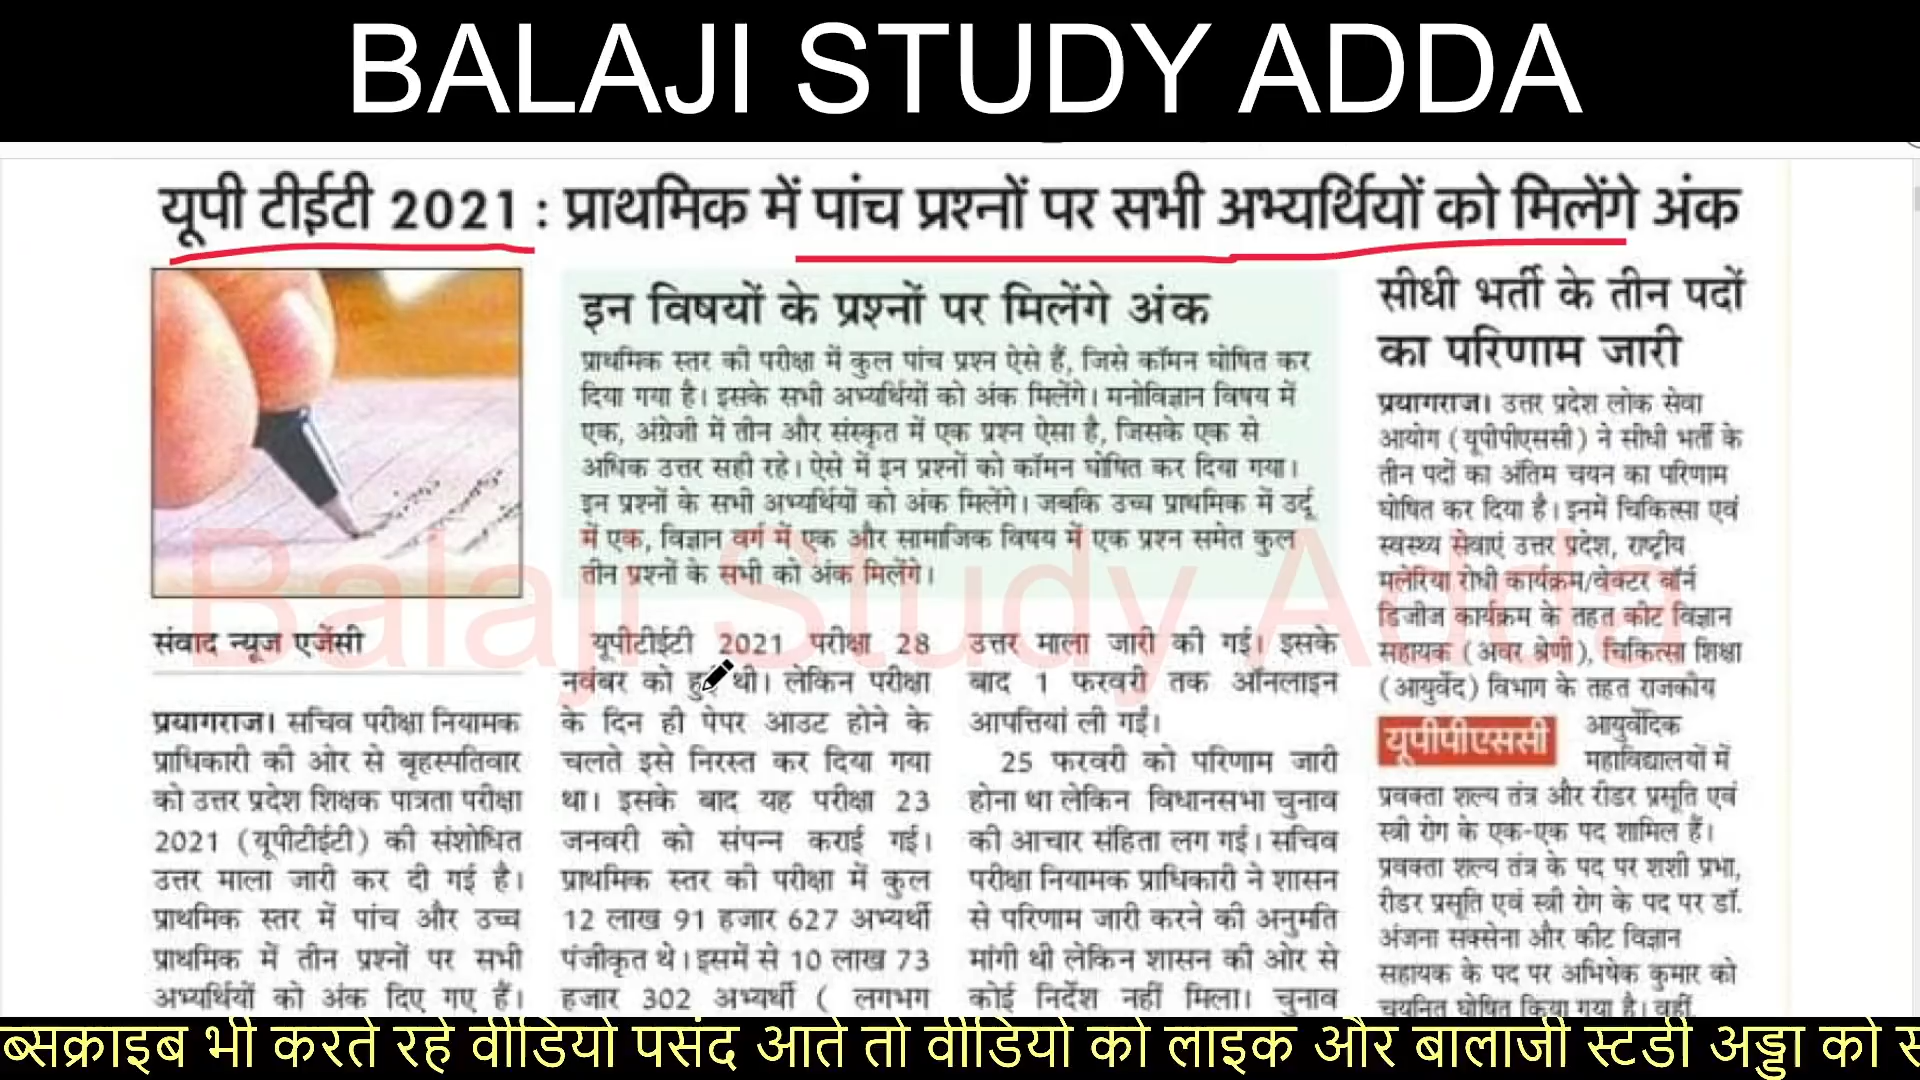 BALAJI STUDY ADDA
यूपी टीईटी 2021 : प्राथमिक में पांच प्रश्नों पर सभी अभ्यर्थियों को मिलेंगे अंक
इन विषयों के प्रश्नों पर मिलेंगे अंक
प्राथमिक स्तर की परीक्षा में कुल पांच प्रश्न ऐसे हैं, जिसे कॉमन घोषित कर
दिया गया है। इसके सभी अभ्यर्थियों को अंक मिलेंगे। मनोविज्ञान विषय में
एक, अंग्रेजी में तीन और संस्कृत में एक प्रश्न ऐसा है, जिसके एक से
अधिक उत्तर सही रहे। ऐसे में इन प्रश्नों को कॉमन घोषित कर दिया गया।
इन प्रश्नों के सभी अभ्यर्थियों को अंक मिलेंगे। जबकि उच्च प्राथमिक में उर्दू
में एक, विज्ञान वर्ग में एक और सामाजिक विषय में एक प्रश्न समेत कुल
तीन प्रश्नों के सभी को अंक मिलेंगे।
संवाद न्यूज एजेंसी
प्रयागराज। सचिव परीक्षा नियामक
प्राधिकारी की ओर से बृहस्पतिवार
को उत्तर प्रदेश शिक्षक पात्रता परीक्षा
2021 (यूपीटीईटी) की संशोधित
उत्तर माला जारी कर दी गई है।
प्राथमिक स्तर में पांच और उच्च
प्राथमिक में तीन प्रश्नों पर सभी
अभ्यर्थियों को अंक दिए गए हैं।
यूपीटीईटी 2021 परीक्षा 28
नवंबर को हुई थी। लेकिन परीक्षा
के दिन ही पेपर आउट होने के
चलते इसे निरस्त कर दिया गया
था। इसके बाद यह परीक्षा 23
जनवरी को संपन्न कराई गई।
प्राथमिक स्तर की परीक्षा में कुल
12 लाख 91 हजार 627 अभ्यर्थी
पंजीकृत थे। इसमें से 10 लाख 73
हजार 302 अभ्यर्थी ( लगभग
उत्तर माला जारी की गई। इसके
बाद 1 फरवरी तक ऑनलाइन
आपत्तियां ली गईं।
25 फरवरी को परिणाम जारी
होना था लेकिन विधानसभा चुनाव
की आचार संहिता लग गई। सचिव
परीक्षा नियामक प्राधिकारी ने शासन
से परिणाम जारी करने की अनुमति
मांगी थी लेकिन शासन की ओर से
कोई निर्देश नहीं मिला। चुनाव
सीधी भर्ती के तीन पदों
का परिणाम जारी
प्रयागराज। उत्तर प्रदेश लोक सेवा
आयोग (यूपीपीएससी) ने सीधी भर्ती के
तीन पदों का अंतिम चयन का परिणाम
घोषित कर दिया है। इनमें चिकित्सा एवं
स्वस्थ्य सेवाएं उत्तर प्रदेश, राष्ट्रीय
मलेरिया रोधी कार्यक्रम/वेक्टर बॉर्न
डिजीज कार्यक्रम के तहत कीट विज्ञान
सहायक (अवर श्रेणी), चिकित्सा शिक्षा
(आयुर्वेद) विभाग के तहत राजकीय
यूपीपीएससी
आयुर्वेदिक
महाविद्यालयों में
प्रवक्ता शल्य तंत्र और रीडर प्रसूति एवं
स्त्री रोग के एक-एक पद शामिल हैं।
प्रवक्ता शल्य तंत्र के पद पर शशी प्रभा,
रीडर प्रसूति एवं स्त्री रोग के पद पर डॉ.
अंजना सक्सेना और कीट विज्ञान
सहायक के पद पर अभिषेक कुमार को
चयनित घोषित किया गया है। वहीं,
Balaji Study Adda
ब्सक्राइब भी करते रहे वीडियो पसंद आते तो वीडियो को लाइक और बालाजी स्टडी अड्डा को स